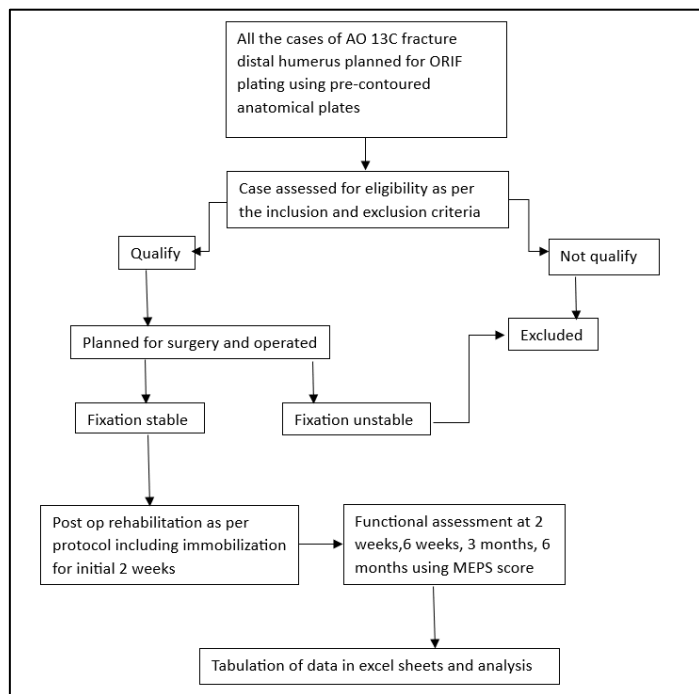 All the cases of AO 13C fracture
distal humerus planned for ORIF
plating using pre-contoured
anatomical plates
Case assessed for eligibility as per
the inclusion and exclusion criteria
Qualify
Not qualify
Planned for surgery and operated
Excluded
Fixation stable
Fixation unstable
Post op rehabilitation as per
protocol including immobilization
for initial 2 weeks
Functional assessment at 2
weeks,6 weeks, 3 months, 6
months using MEPS score
Tabulation of data in excel sheets and analysis